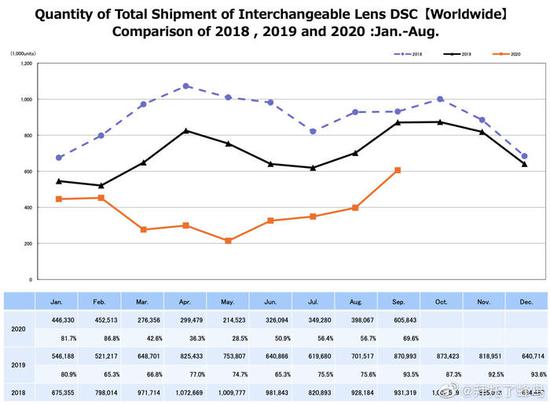 Quantity of Total Shipment of Interchangeable Lens DSC【Worldwide】
Comparison of 2018 , 2019 and 2020 :Jan.-Aug.
(1,000units)
2018 2019 2020
1,200
1,000
800
600
400
200
0
Jan. Feb. Mar. Apr. May. Jun. Jul. Aug. Sep. Oct. Nov. Dec.
2020 446,330 452,513 276,356 299,479 214,523 326,094 349,280 398,067 605,843
81.7% 86.8% 42.6% 36.3% 28.5% 50.9% 56.4% 56.7% 69.6%
2019 546,188 521,217 648,701 825,433 753,807 640,866 619,680 701,517 870,993 873,423 818,951 640,714
80.9% 65.3% 66.8% 77.0% 74.7% 65.3% 75.5% 75.6% 93.5% 87.3% 92.5% 93.6%
2018 675,355 798,014 971,714 1,072,669 1,009,777 981,843 820,893 928,184 931,319